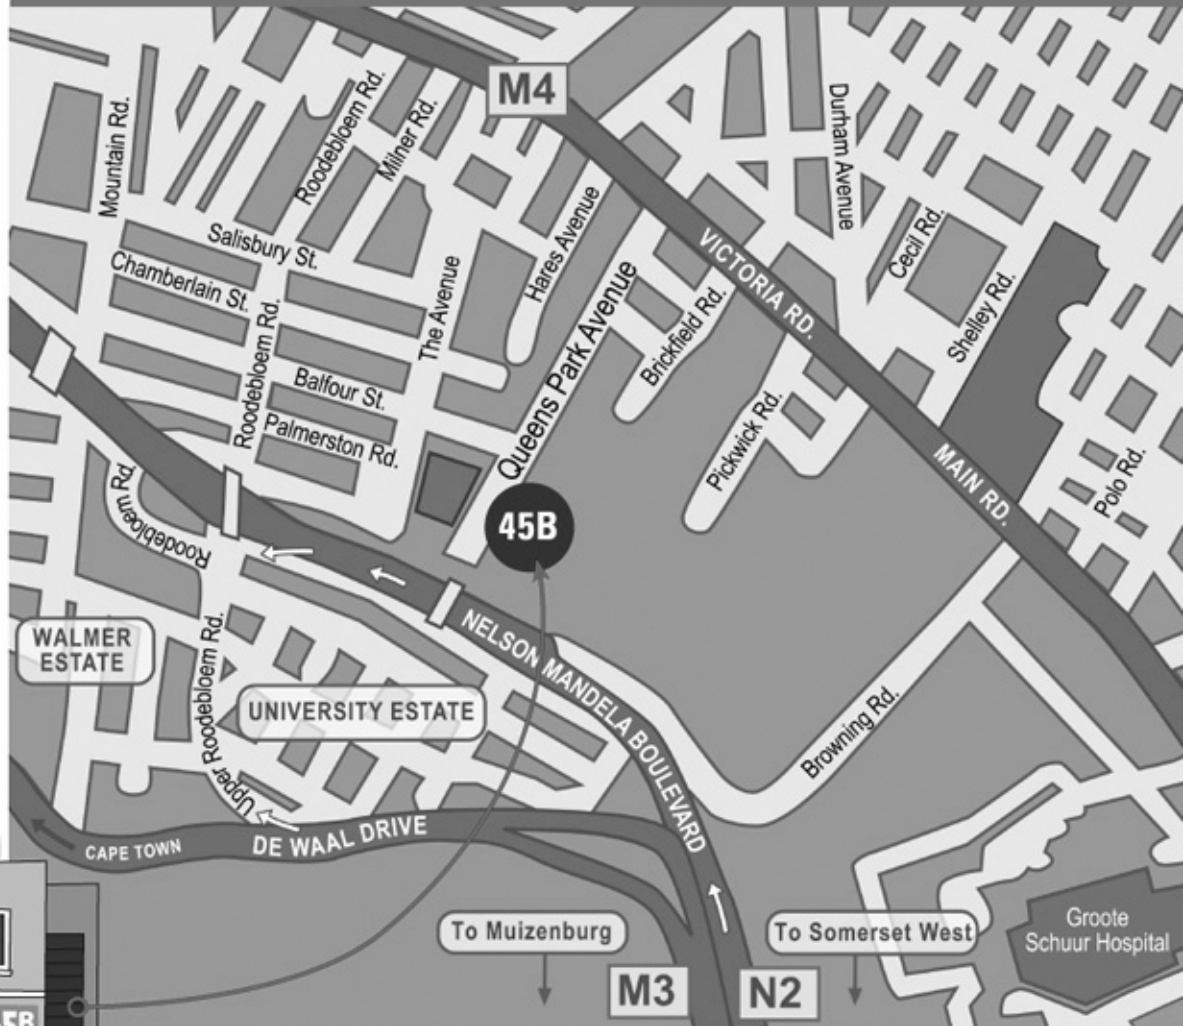 M4
Mountain Rd.
Roodebloem Rd.
Milner Rd.
Durham Avenue
Salisbury St.
Chamberlain St.
Hares Avenue
Cecil Rd.
VICTORIA RD.
The Avenue
Queens Park Avenue
Brickfield Rd.
Shelley Rd.
Roodebloem Rd.
Balfour St.
Palmerston Rd.
Pickwick Rd.
MAIN RD.
Polo Rd.
Roodebloem Rd.
45B
WALMER
ESTATE
NELSON MANDELA BOULEVARD
Upper Roodebloem Rd.
UNIVERSITY ESTATE
Browning Rd.
CAPE TOWN
DE WAAL DRIVE
To Muizenburg
To Somerset West
Groote
Schuur Hospital
M3
N2
5B